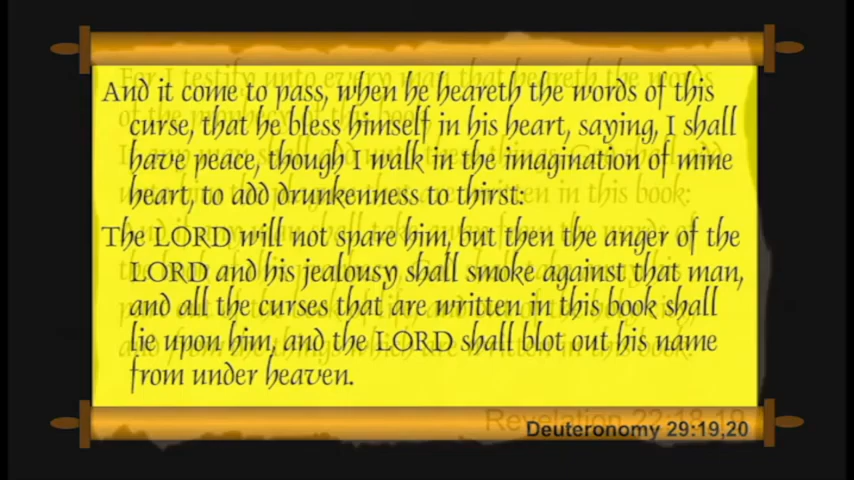 And it come to pass, when he heareth the words of this
curse, that he bless himself in his heart, saying, I shall
have peace, though I walk in the imagination of mine
heart, to add drunkenness to thirst:
The LORD will not spare him, but then the anger of the
LORD and his jealousy shall smoke against that man,
and all the curses that are written in this book shall
lie upon him, and the LORD shall blot out his name
from under heaven.
Revelation 22:18,19
Deuteronomy 29:19,20